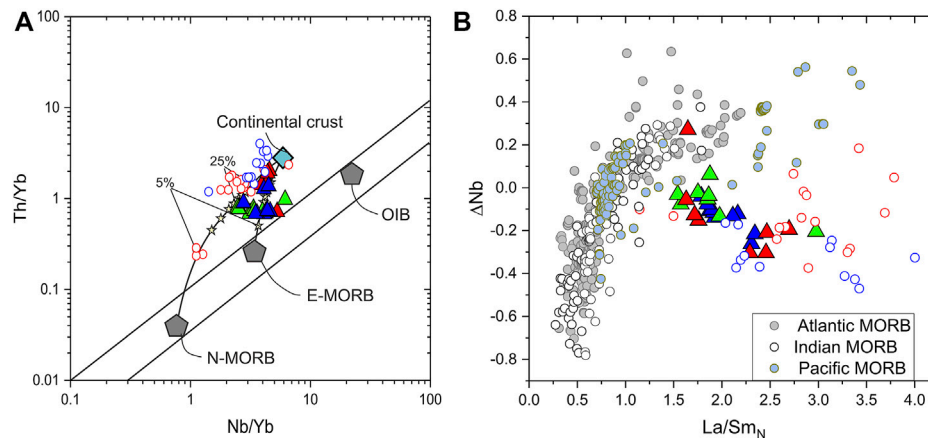 A
100
10
1
0.1
0.01
Th/Yb
0.1
1
10
100
Nb/Yb
Continental crust
25%
5%
OIB
E-MORB
N-MORB
B
0.8
0.6
0.4
0.2
0.0
-0.2
-0.4
-0.6
-0.8
ΔNb
0.0
0.5
1.0
1.5
2.0
2.5
3.0
3.5
4.0
La/SmN
Atlantic MORB
Indian MORB
Pacific MORB